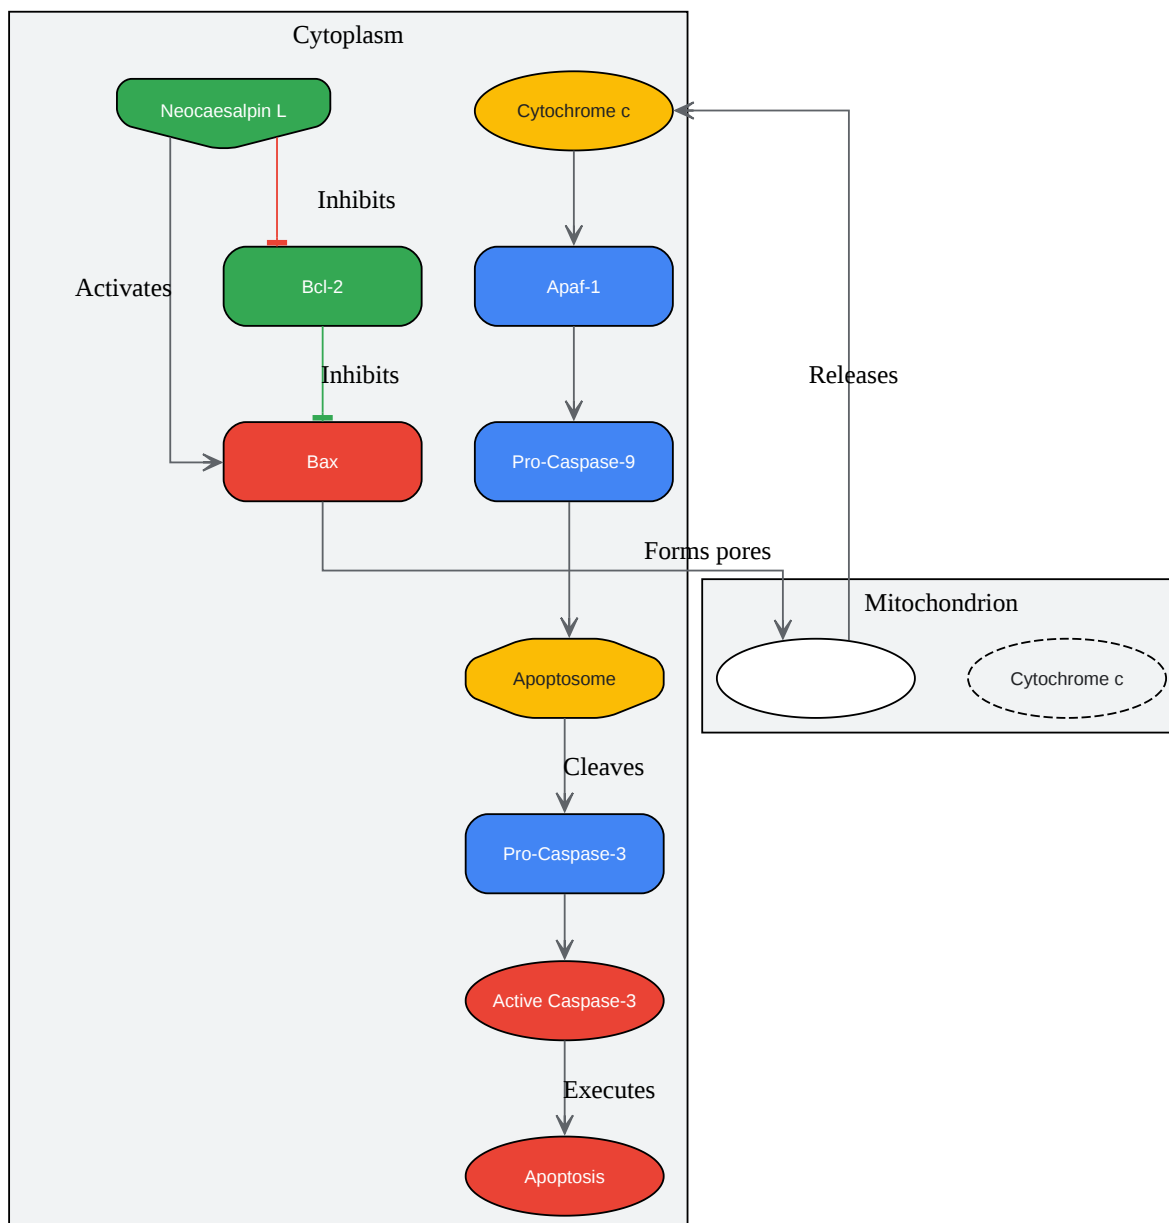 Cytoplasm
Neocaesalpin L
Cytochrome c
Inhibits
Activates
Bcl-2
Apaf-1
Inhibits
Releases
Bax
Pro-Caspase-9
Forms pores
Mitochondrion
Apoptosome
Cytochrome c
Cleaves
Pro-Caspase-3
Active Caspase-3
Executes
Apoptosis